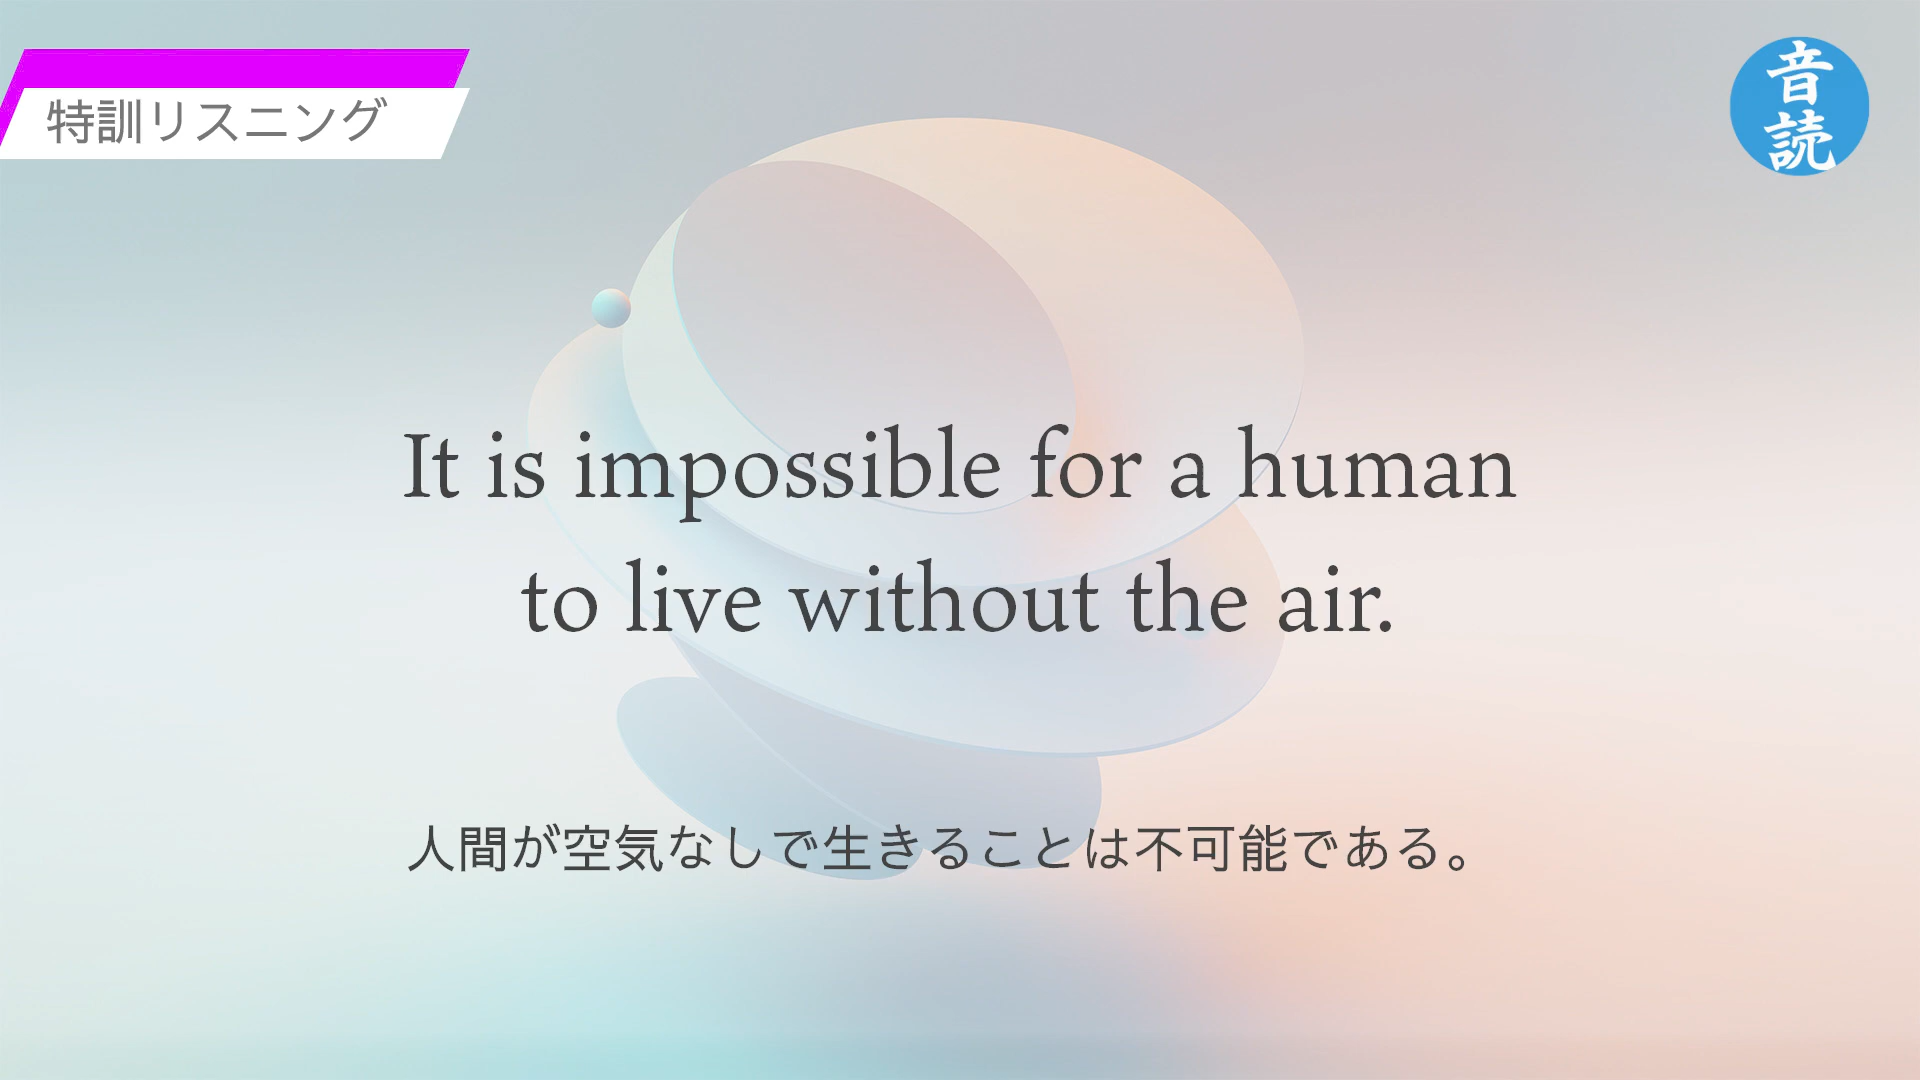 特訓リスニング
音
読
It is impossible for a human
to live without the air.
人間が空気なしで生きることは不可能である。